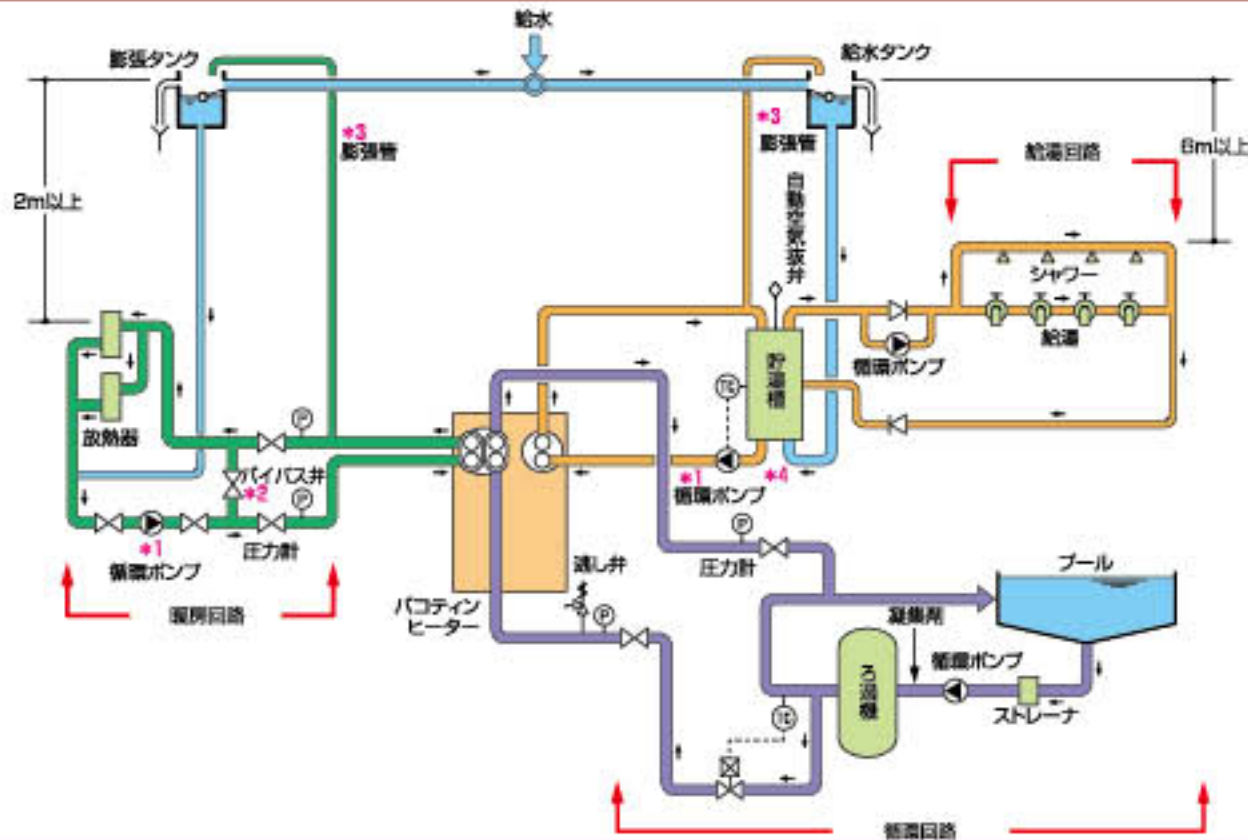 給水
膨張タンク
給水タンク
*3
膨張管
*3
膨張管
給湯回路
6m以上
2m以上
自動空気抜弁
シャワー
給湯
循環ポンプ
貯湯槽
TC
放熱器
P
バイパス弁
*2
P
*1
循環ポンプ
*4
*1
循環ポンプ
圧力計
暖房回路
バコティン
ヒーター
逃し弁
P
P
圧力計
プール
凝集剤
循環ポンプ
ろ過機
ストレーナ
TC
循環回路